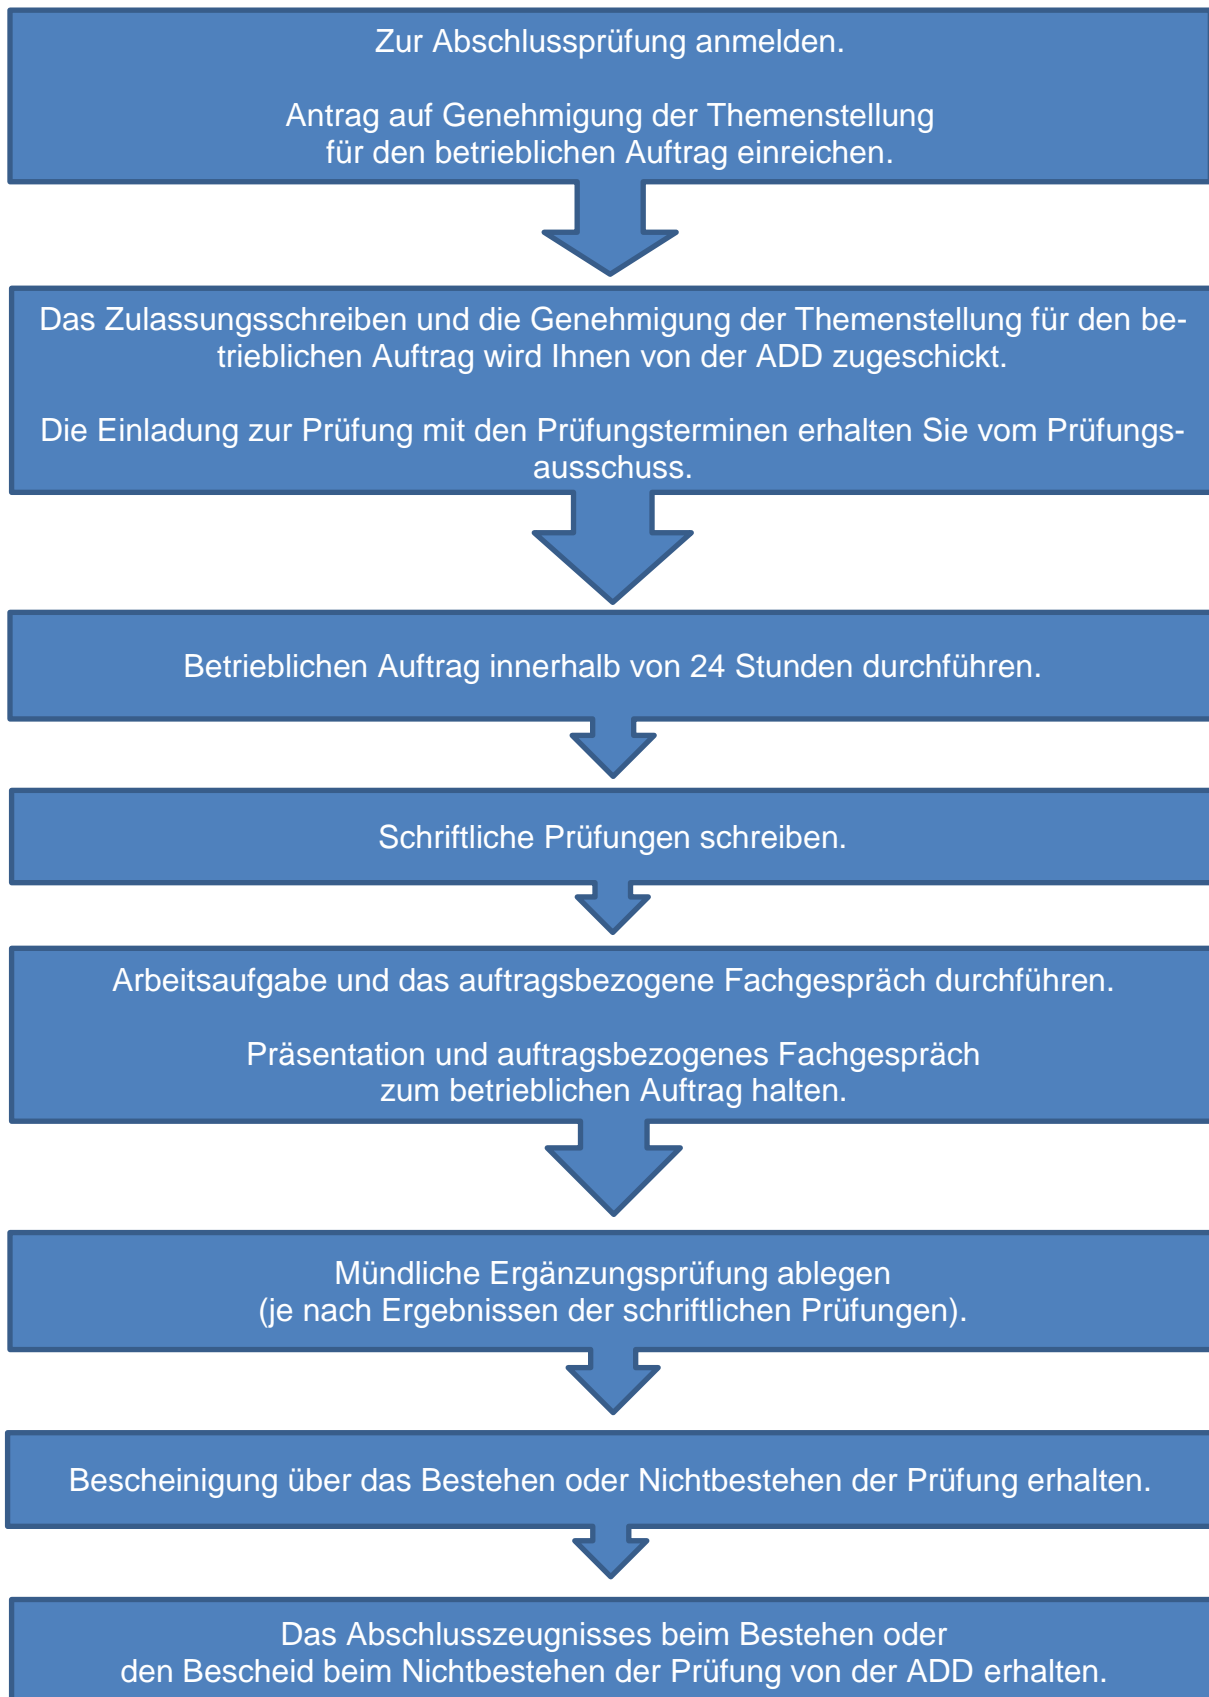 Zur Abschlussprüfung anmelden.
Antrag auf Genehmigung der Themenstellung
für den betrieblichen Auftrag einreichen.
Das Zulassungsschreiben und die Genehmigung der Themenstellung für den be-
trieblichen Auftrag wird Ihnen von der ADD zugeschickt.
Die Einladung zur Prüfung mit den Prüfungsterminen erhalten Sie vom Prüfungs-
ausschuss.
Betrieblichen Auftrag innerhalb von 24 Stunden durchführen.
Schriftliche Prüfungen schreiben.
Arbeitsaufgabe und das auftragsbezogene Fachgespräch durchführen.
Präsentation und auftragsbezogenes Fachgespräch
zum betrieblichen Auftrag halten.
Mündliche Ergänzungsprüfung ablegen
(je nach Ergebnissen der schriftlichen Prüfungen).
Bescheinigung über das Bestehen oder Nichtbestehen der Prüfung erhalten.
Das Abschlusszeugnisses beim Bestehen oder
den Bescheid beim Nichtbestehen der Prüfung von der ADD erhalten.